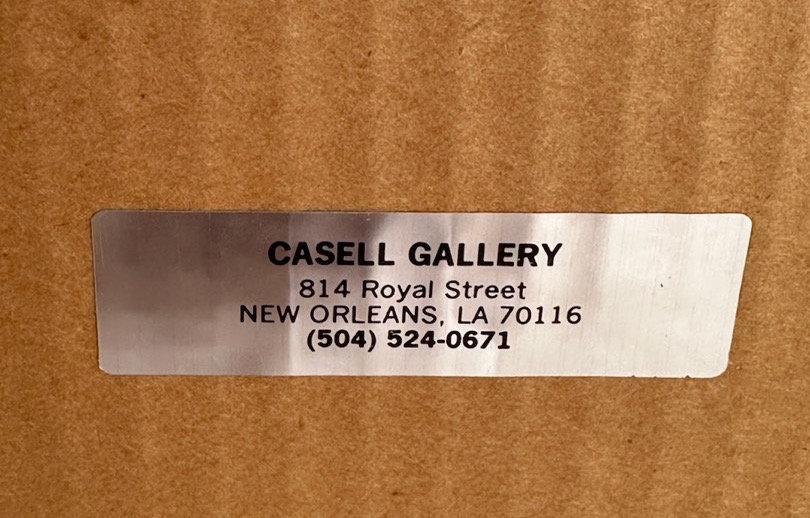 CASELL GALLERY
814 Royal Street
NEW ORLEANS, LA 70116
(504) 524-0671